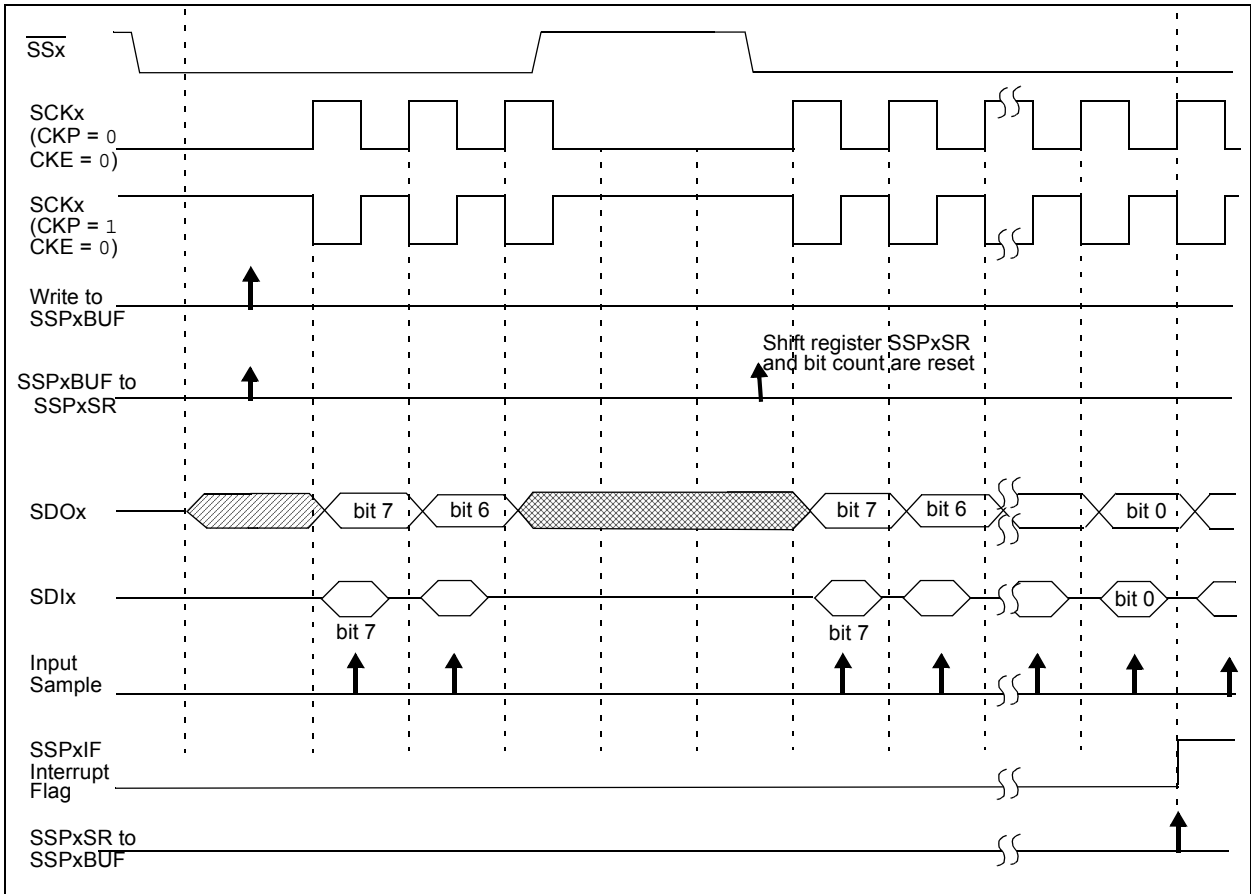 SSx
SCKx
(CKP = 0
CKE = 0)
SCKx
(CKP = 1
CKE = 0)
Write to
SSPxBUF
Shift register SSPxSR
and bit count are reset
SSPxBUF to
SSPxSR
SDOx
bit 7
bit 6
bit 7
bit 6
bit 0
SDIx
bit 0
bit 7
bit 7
Input
Sample
SSPxIF
Interrupt
Flag
SSPxSR to
SSPxBUF